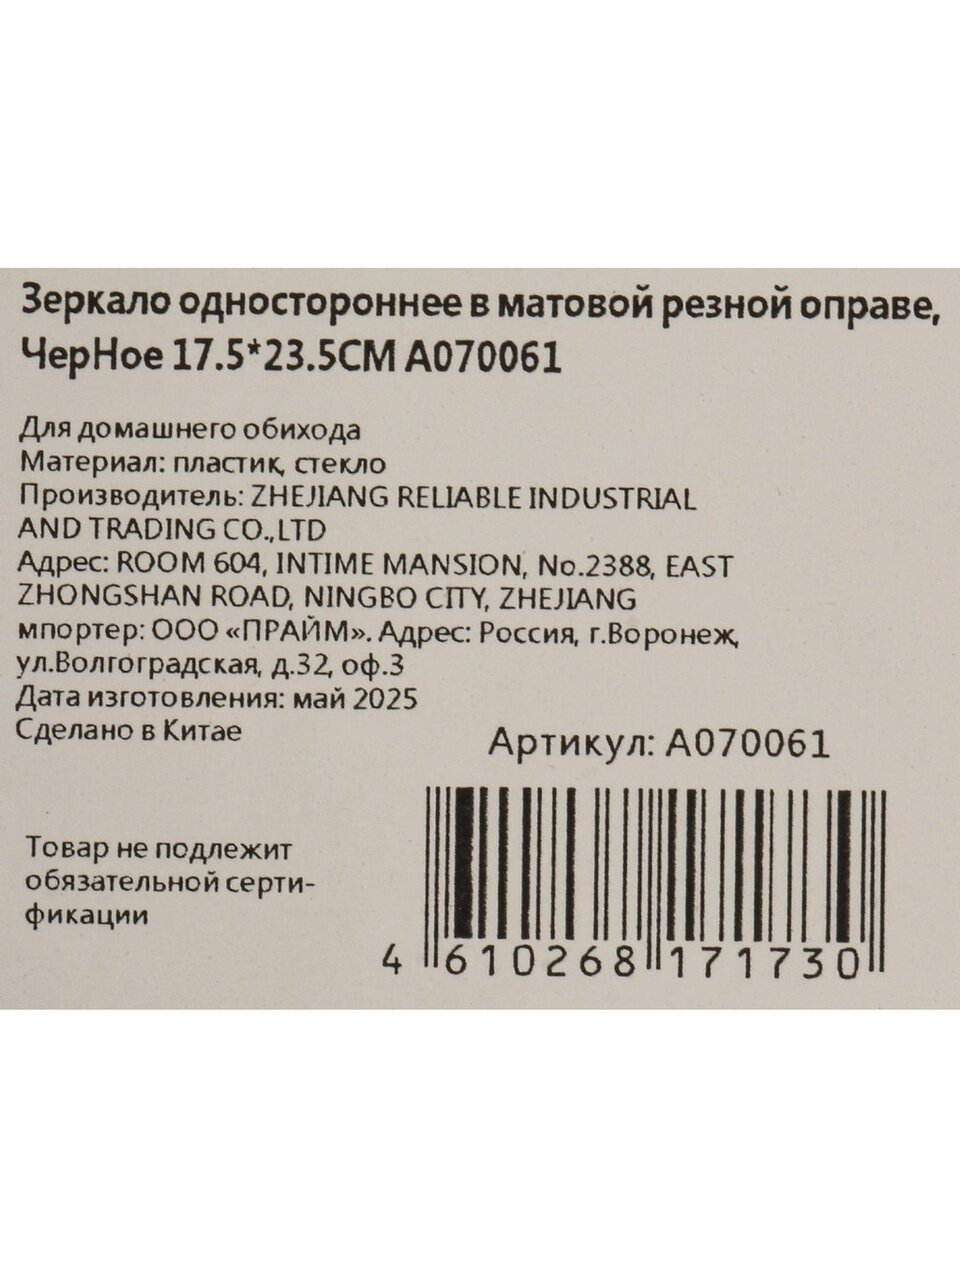 Зеркало одностороннее в матовой резной оправе,
ЧерНое 17.5*23.5СМ А070061
Для домашнего обихода
Материал: пластик, стекло
Производитель: ZHEJIANG RELIABLE INDUSTRIAL
AND TRADING CO.,LTD
Адрес: ROOM 604, INTIME MANSION, No.2388, EAST
ZHONGSHAN ROAD, NINGBO CITY, ZHEJIANG
мпортер: ООО «ПРАЙМ». Адрес: Россия, г.Воронеж,
ул.Волгоградская, д.32, оф.3
Дата изготовления: май 2025
Сделано в Китае
Артикул: А070061
Товар не подлежит
обязательной серти-
фикации
4 610268 171730